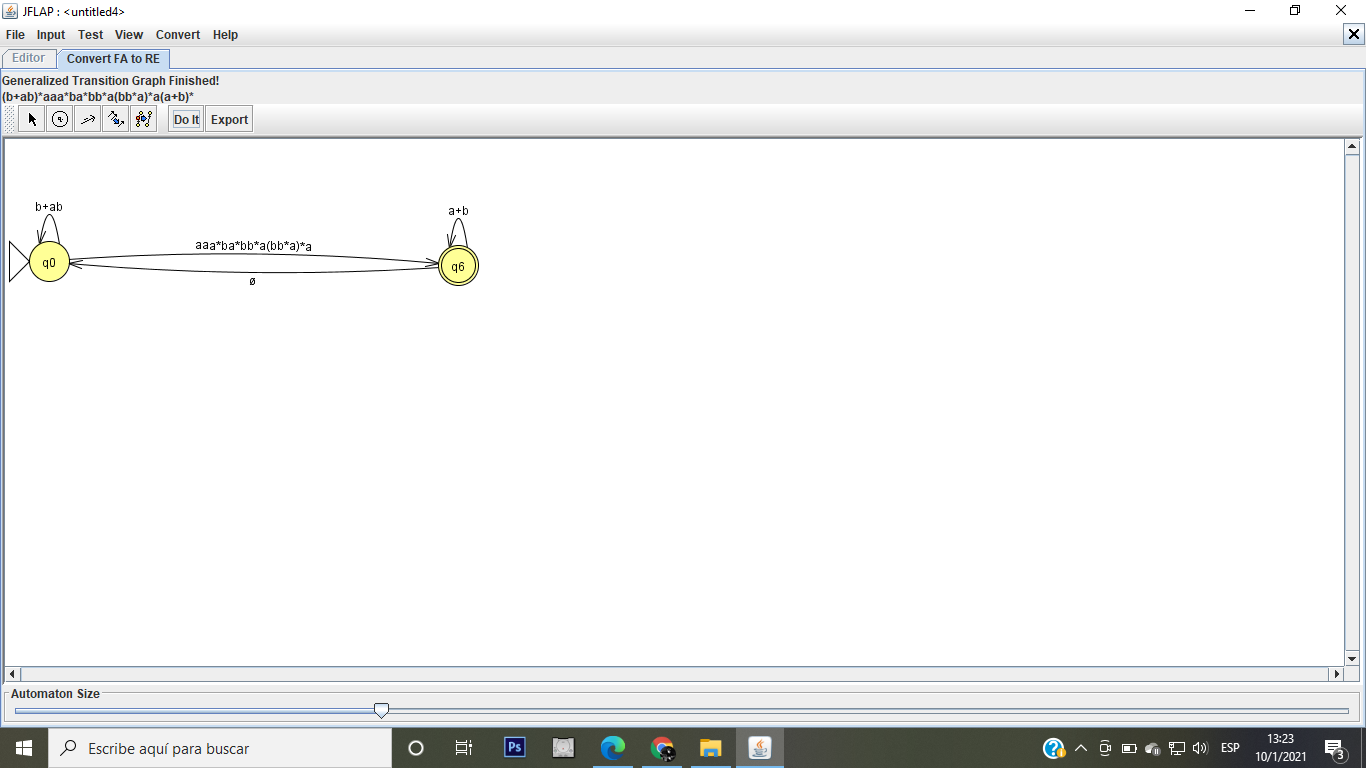 JFLAP : <untitled4>
File Input Test View Convert Help
Editor Convert FA to RE
Generalized Transition Graph Finished!
(b+ab)*aaa*ba*bb*a(bb*a)*a(a+b)*
Do It Export
b+ab
a+b
aaa*ba*bb*a(bb*a)*a
q0
q6
ø
Automaton Size
Escribe aquí para buscar
Ps
ESP
13:23
10/1/2021
3